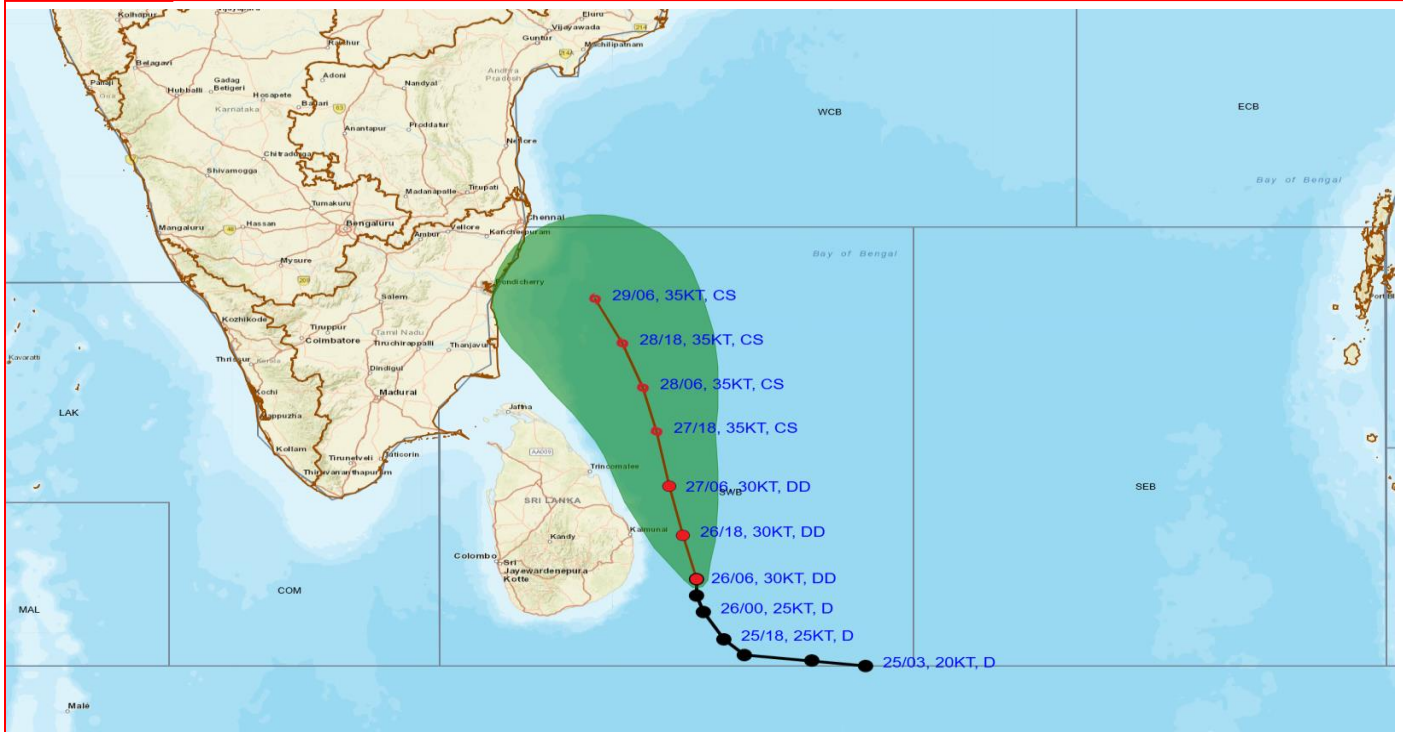 Kolhapur
Eluru
Vijayawada
Guntur
Machilipatnam
Belagavi
Raichur
Adoni
Nandyal
Andhra
Pradesh
Panaji
Goa
Hubballi
Gadag
Betigeri
Hosapete
Ballari
Karnataka
Anantapur
Proddatur
Nellore
Chitradurga
Shivamogga
Madanapalle
Tirupati
Tumakuru
Mangaluru
Hassan
Bengaluru
Vellore
Chennai
Kancheepuram
Ambur
Mysure
Pondicherry
Salem
Kozhikode
Tiruppur
Coimbatore
Tamil Nadu
Tiruchirappalli
Thanjavur
Thrissur
Kerala
Dindigul
Kochi
Madurai
Alappuzha
Kollam
Tirunelveli
Tuticorin
Thiruvananthapuram
Kavaratti
Jaffna
AA009
Trincomalee
SRI LANKA
Kandy
Kalmunai
Colombo
Sri
Jayewardenepura
Kotte
Malé
WCB
ECB
Bay of Bengal
Bay of Bengal
Port Bl
LAK
COM
MAL
SWB
SEB
29/06, 35KT, CS
28/18, 35KT, CS
28/06, 35KT, CS
27/18, 35KT, CS
27/06, 30KT, DD
26/18, 30KT, DD
26/06, 30KT, DD
26/00, 25KT, D
25/18, 25KT, D
25/03, 20KT, D